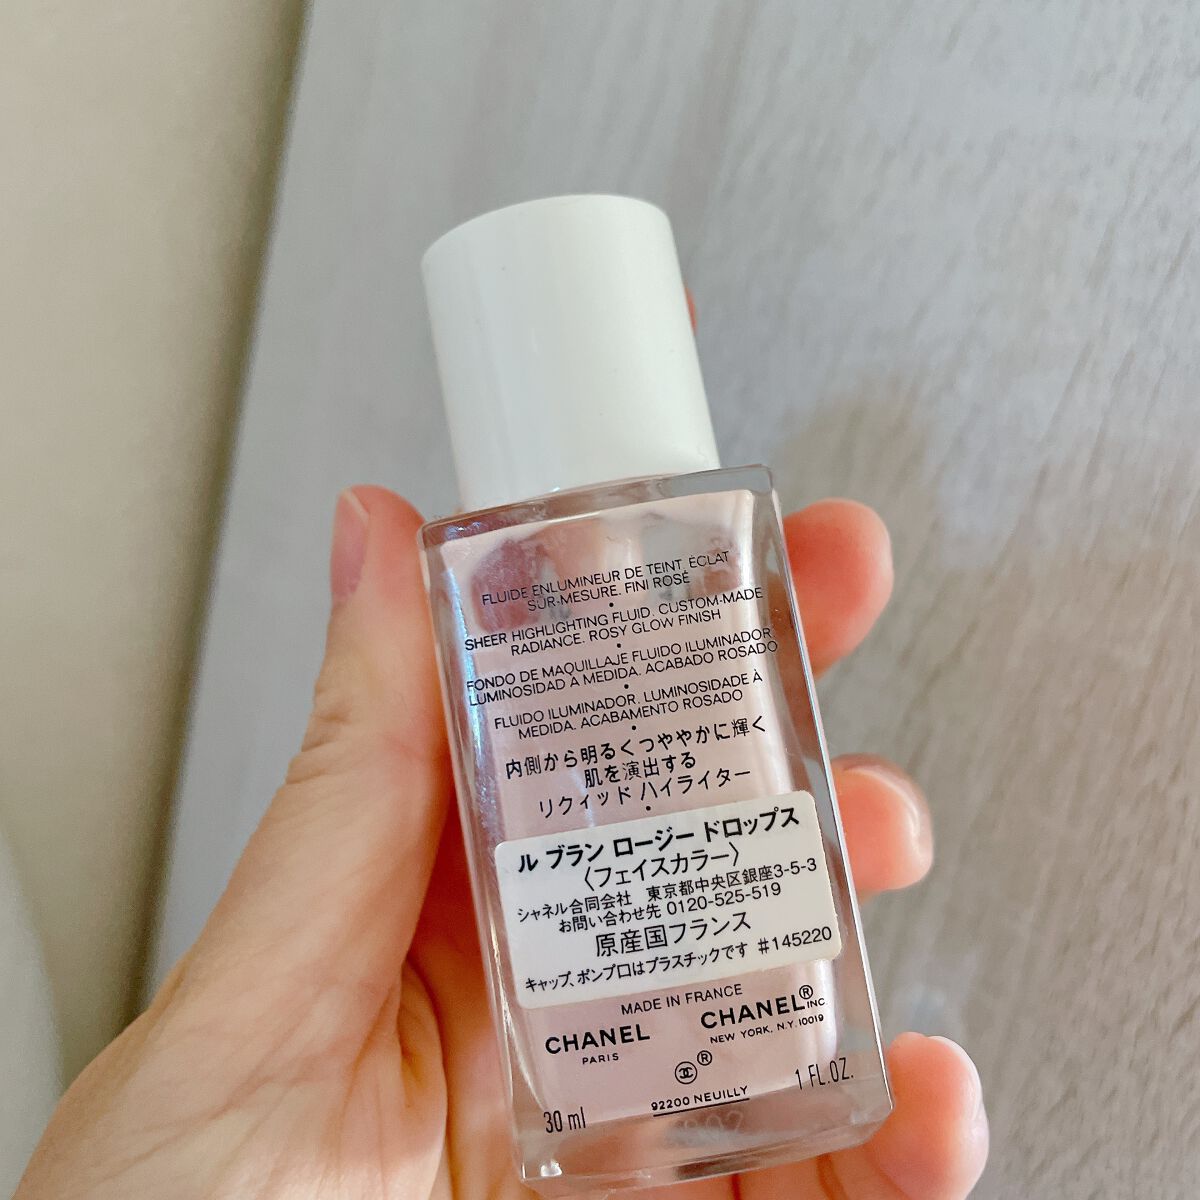 FLUIDE ENLUMINEUR DE TEINT. ÉCLAT
SUR-MESURE. FINI ROSÉ
•
SHEER HIGHLIGHTING FLUID. CUSTOM-MADE
RADIANCE. ROSY GLOW FINISH
•
FONDO DE MAQUILLAJE FLUIDO ILUMINADOR.
LUMINOSIDAD A MEDIDA. ACABADO ROSADO
•
FLUIDO ILUMINADOR. LUMINOSIDADE À
MEDIDA. ACABAMENTO ROSADO
•
内側から明るくつややかに輝く
肌を演出する
リクィッド ハイライター
•
ル ブラン ロージー ドロップス
〈フェイスカラー〉
シャネル合同会社 東京都中央区銀座3-5-3
お問い合わせ先 0120-525-519
原産国フランス
キャップ、ポンプロはプラスチックです #145220
MADE IN FRANCE
CHANEL CHANEL® INC.
PARIS NEW YORK, N.Y. 10019
®
92200 NEUILLY
30 ml 1 FL.OZ.